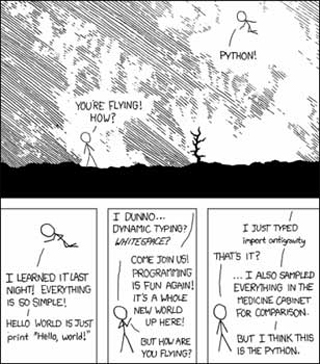 PYTHON!
YOU'RE FLYING!
HOW?
I LEARNED IT LAST
NIGHT! EVERYTHING
IS SO SIMPLE!
HELLO WORLD IS JUST
print "Hello, world!"
I DUNNO...
DYNAMIC TYPING?
WHITESPACE?
COME JOIN US!
PROGRAMMING
IS FUN AGAIN!
IT'S A WHOLE
NEW WORLD
UP HERE!
BUT HOW ARE
YOU FLYING?
I JUST TYPED
import antigravity
THAT'S IT?
... I ALSO SAMPLED
EVERYTHING IN THE
MEDICINE CABINET
FOR COMPARISON.
BUT I THINK THIS
IS THE PYTHON.